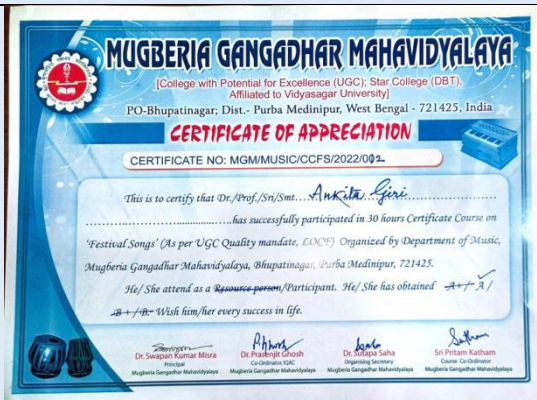 MUGBERIA GANGADHAR MAHAVIDYALAYA
[College with Potential for Excellence (UGC); Star College (DBT),
Affiliated to Vidyasagar University]
PO-Bhupatinagar; Dist.- Purba Medinipur, West Bengal - 721425, India
CERTIFICATE OF APPRECIATION
CERTIFICATE NO: MGM/MUSIC/CCFS/2022/002
This is to certify that Dr./Prof./Sri/Smt....Ankita Giri..................
..................................has successfully participated in 30 hours Certificate Course on
'Festival Songs' (As per UGC Quality mandate, LOCF) Organized by Department of Music,
Mugberia Gangadhar Mahavidyalaya, Bhupatinagar, Purba Medinipur, 721425.
He/ She attend as a Resource person/Participant. He/ She has obtained A+ / A /
B + / B. Wish him/her every success in life.
Dr. Swapan Kumar Misra
Principal
Mugberia Gangadhar Mahavidyalaya
Dr. Prasenjit Ghosh
Co-Ordinator, IQAC
Mugberia Gangadhar Mahavidyalaya
Dr. Sutapa Saha
Organising Secretary
Mugberia Gangadhar Mahavidyalaya
Sri Pritam Katham
Course Co-Ordinator
Mugberia Gangadhar Mahavidyalaya